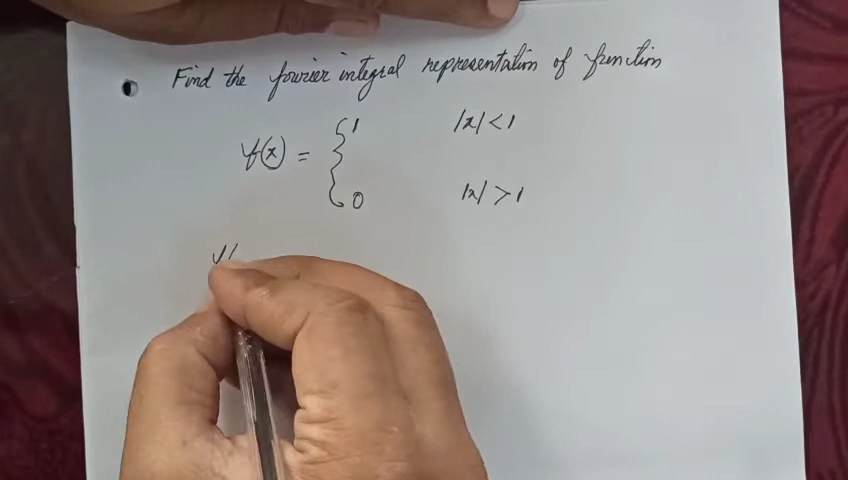 Find the fourier integral representation of function
f(x) = { 1 |x| < 1
0 |x| > 1